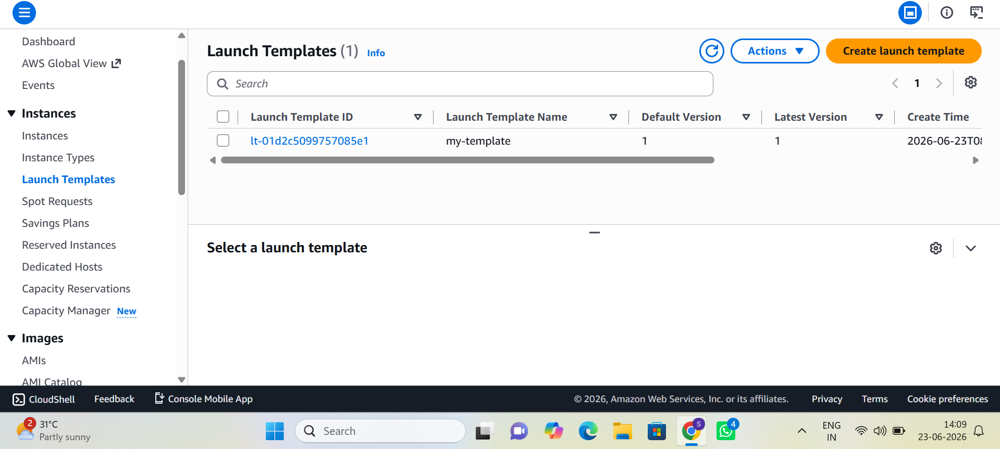 Dashboard
AWS Global View
Events
Instances
Instances
Instance Types
Launch Templates
Spot Requests
Savings Plans
Reserved Instances
Dedicated Hosts
Capacity Reservations
Capacity Manager New
Images
AMIs
AMI Catalog
Launch Templates (1) Info
Actions
Create launch template
Search
1
Launch Template ID Launch Template Name Default Version Latest Version Create Time
lt-01d2c5099757085e1 my-template 1 1 2026-06-23T08
Select a launch template
CloudShell Feedback Console Mobile App © 2026, Amazon Web Services, Inc. or its affiliates. Privacy Terms Cookie preferences
2
31°C
Partly sunny
Search
S
4
ENG
IN
14:09
23-06-2026